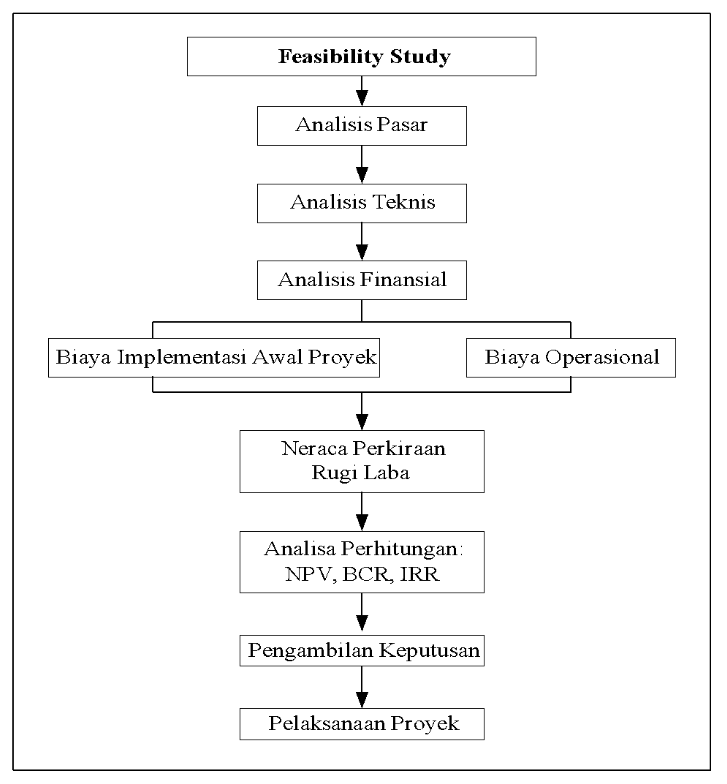 Feasibility Study
Analisis Pasar
Analisis Teknis
Analisis Finansial
Biaya Implementasi Awal Proyek
Biaya Operasional
Neraca Perkiraan
Rugi Laba
Analisa Perhitungan:
NPV, BCR, IRR
Pengambilan Keputusan
Pelaksanaan Proyek